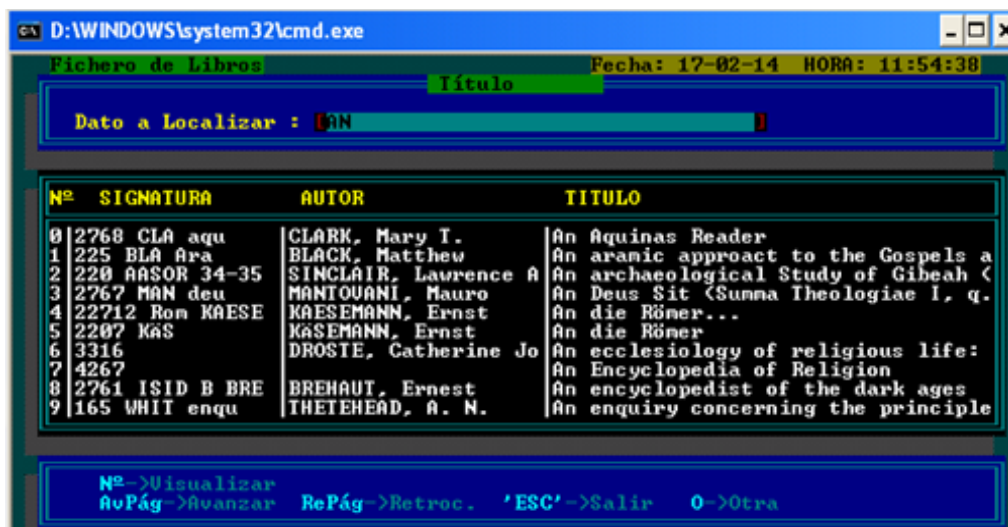 D:\WINDOWS\system32\cmd.exe
Fichero de Libros Fecha: 17-02-14 HORA: 11:54:38
Título
Dato a Localizar : [AN ]
Nº SIGNATURA AUTOR TITULO
0|2768 CLA aqu |CLARK, Mary T. |An Aquinas Reader
1|225 BLA Ara |BLACK, Matthew |An aramic approact to the Gospels a
2|220 AASOR 34-35 |SINCLAIR, Lawrence A|An archaeological Study of Gibeah (
3|2767 MAN deu |MANTOVANI, Mauro |An Deus Sit (Summa Theologiae I, q.
4|22712 Rom KAESE |KAESEMANN, Ernst |An die Römer...
5|2207 KäS |KäSEMANN, Ernst |An die Römer
6|3316 |DROSTE, Catherine Jo|An ecclesiology of religious life:
7|4267 | |An Encyclopedia of Religion
8|2761 ISID B BRE |BREHAUT, Ernest |An encyclopedist of the dark ages
9|165 WHIT enqu |THETEHEAD, A. N. |An enquiry concerning the principle
Nº->Visualizar
AvPág->Avanzar RePág->Retroc. 'ESC'->Salir O->Otra